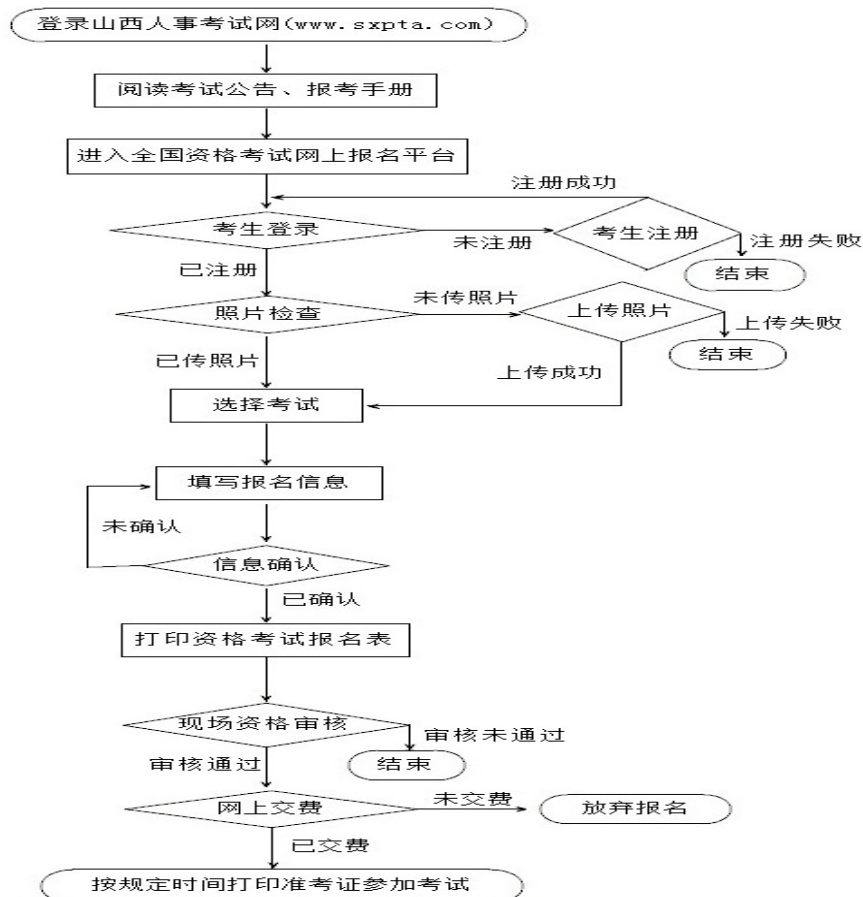 登录山西人事考试网(www.sxpta.com)
阅读考试公告、报考手册
进入全国资格考试网上报名平台
注册成功
考生登录
未注册
考生注册
注册失败
已注册
结束
未传照片
照片检查
上传照片
上传失败
已传照片
结束
上传成功
选择考试
填写报名信息
未确认
信息确认
已确认
打印资格考试报名表
现场资格审核
审核未通过
审核通过
结束
网上交费
未交费
放弃报名
已交费
按规定时间打印准考证参加考试